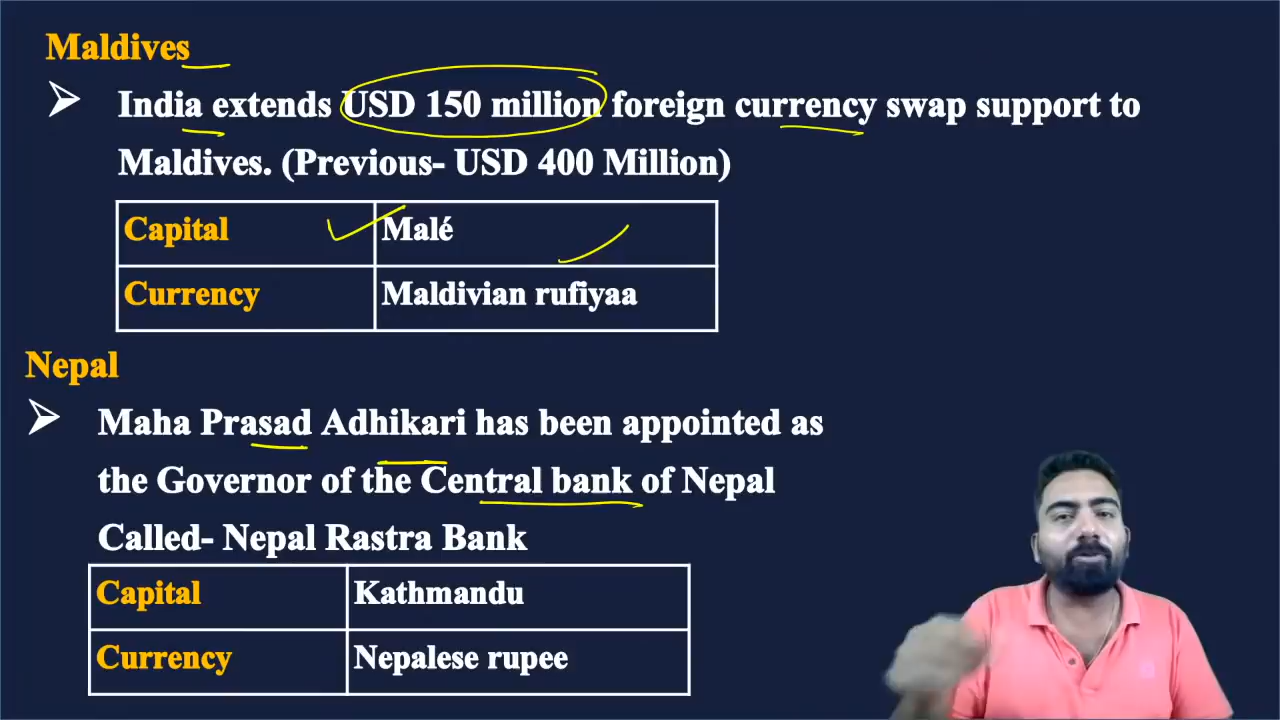 Maldives
➢ India extends USD 150 million foreign currency swap support to
Maldives. (Previous- USD 400 Million)
Capital Malé
Currency Maldivian rufiyaa
Nepal
➢ Maha Prasad Adhikari has been appointed as
the Governor of the Central bank of Nepal
Called- Nepal Rastra Bank
Capital Kathmandu
Currency Nepalese rupee